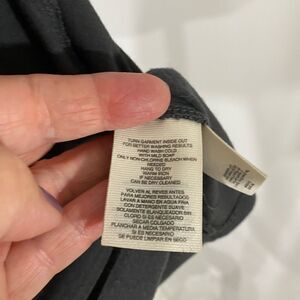 TURN GARMENT INSIDE OUT
FOR BETTER WASHING RESULTS.
HAND WASH COLD
WITH MILD SOAP
ONLY NON-CHLORINE BLEACH WHEN
NEEDED
HANG TO DRY
WARM IRON
IF NECESSARY
CAN BE DRY CLEANED
VOLVER AL REVES ANTES
PARA MEJORES RESULTADOS
LAVAR A MANO EN AGUA FRIA
CON DETERGENTE SUAVE
SOLAMENTE BLANQUEADOR SIN
CLORO SI ES NECESARIO
SECAR COLGADO
PLANCHAR A MEDIA TEMPERATURA
SI ES NECESARIO
SE PUEDE LIMPIAR EN SECO